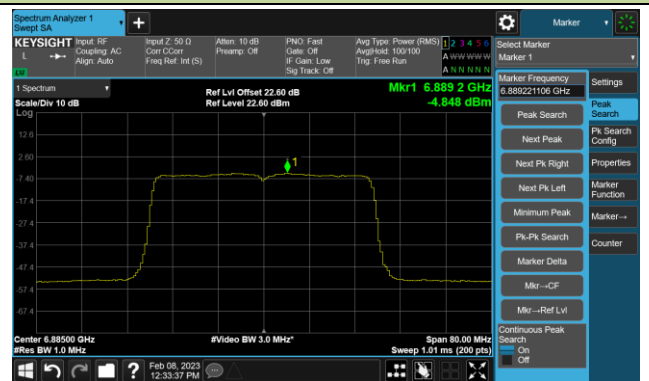 Spectrum Analyzer 1
Swept SA
+
Marker
KEYSIGHT
L
LV
Input: RF
Coupling: AC
Align: Auto
Input Z: 50 Ω
Corr CCorr
Freq Ref: Int (S)
Atten: 10 dB
Preamp: Off
PNO: Fast
Gate: Off
IF Gain: Low
Sig Track: Off
Avg Type: Power (RMS)
Avg|Hold: 100/100
Trig: Free Run
1 2 3 4 5 6
A W W W W W
A N N N N N
Select Marker
Marker 1
1 Spectrum
Scale/Div 10 dB
Log
Ref Lvl Offset 22.60 dB
Ref Level 22.60 dBm
Mkr1 6.889 2 GHz
-4.848 dBm
12.6
2.60
-7.40
-17.4
-27.4
-37.4
-47.4
-57.4
-67.4
1
Center 6.88500 GHz
#Res BW 1.0 MHz
#Video BW 3.0 MHz*
Span 80.00 MHz
Sweep 1.01 ms (200 pts)
Marker Frequency
6.889221106 GHz
Peak Search
Next Peak
Next Pk Right
Next Pk Left
Minimum Peak
Pk-Pk Search
Marker Delta
Mkr→CF
Mkr→Ref Lvl
Continuous Peak
Search
On
Off
Settings
Peak
Search
Pk Search
Config
Properties
Marker
Function
Marker→
Counter
?
Feb 08, 2023
12:33:37 PM